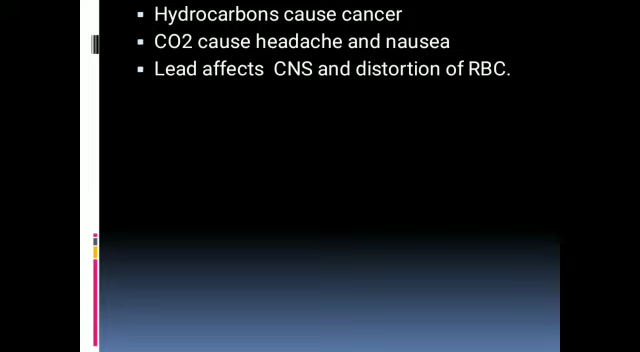 ▪ Hydrocarbons cause cancer
▪ CO2 cause headache and nausea
▪ Lead affects CNS and distortion of RBC.